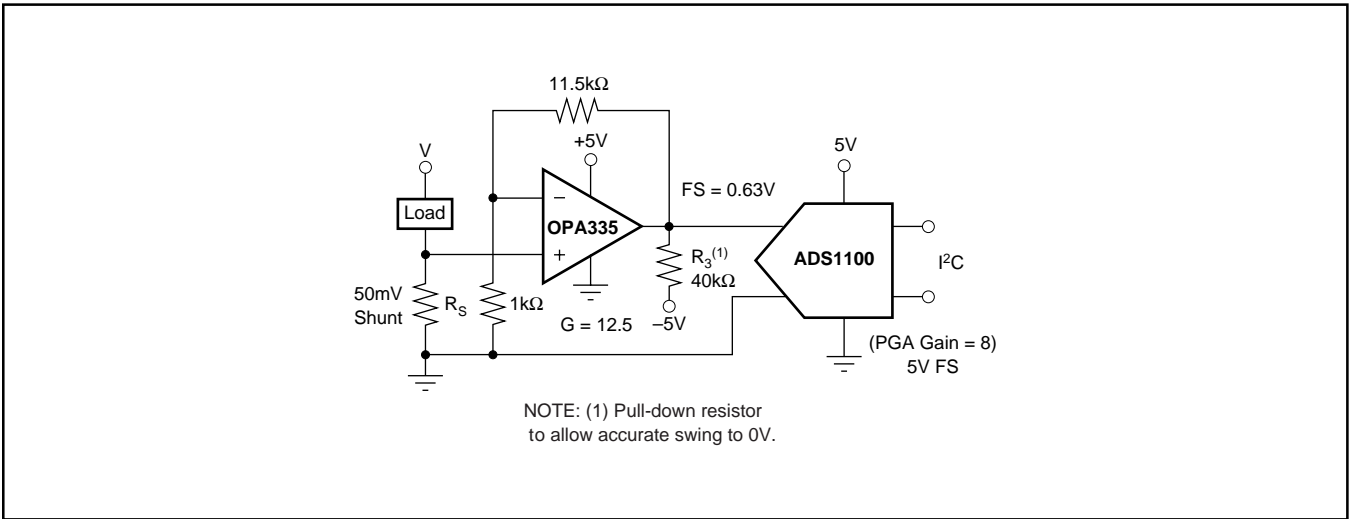 11.5kΩ
+5V
V
5V
FS = 0.63V
Load
−
OPA335
+
R3(1)
40kΩ
ADS1100
I2C
50mV
Shunt
RS
1kΩ
G = 12.5
–5V
(PGA Gain = 8)
5V FS
NOTE: (1) Pull-down resistor
to allow accurate swing to 0V.